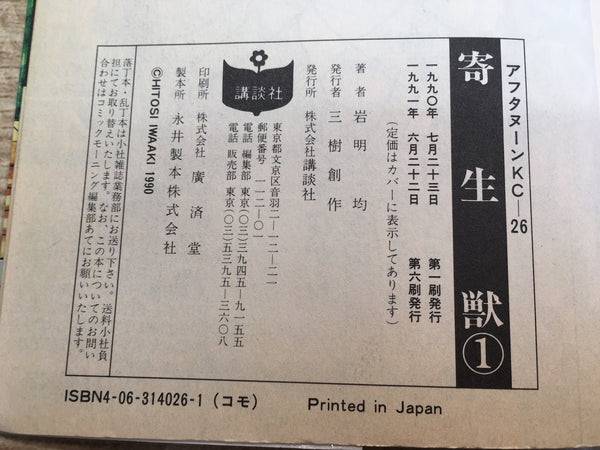 アフタヌーンKC―26
寄生獣①
一九九〇年 七月二十三日 第一刷発行
一九九一年 六月二十二日 第六刷発行
(定価はカバーに表示してあります)
著者 岩明均
発行者 三樹創作
発行所 株式会社講談社
東京都文京区音羽二―一二―二一
郵便番号 一一二―〇一
電話 編集部 東京(〇三)三九四五―九一五五
電話 販売部 東京(〇三)五三九五―三六〇八
講談社
印刷所 株式会社 廣済堂
製本所 永井製本株式会社
©HITOSI IWAAKI 1990
落丁本・乱丁本は小社雑誌業務部にお送り下さい。送料小社負
担にてお取り替えいたします。なお、この本についてのお問い
合わせはコミックモーニング編集部あてにお願いいたします。
ISBN4-06-314026-1 (コモ)
Printed in Japan